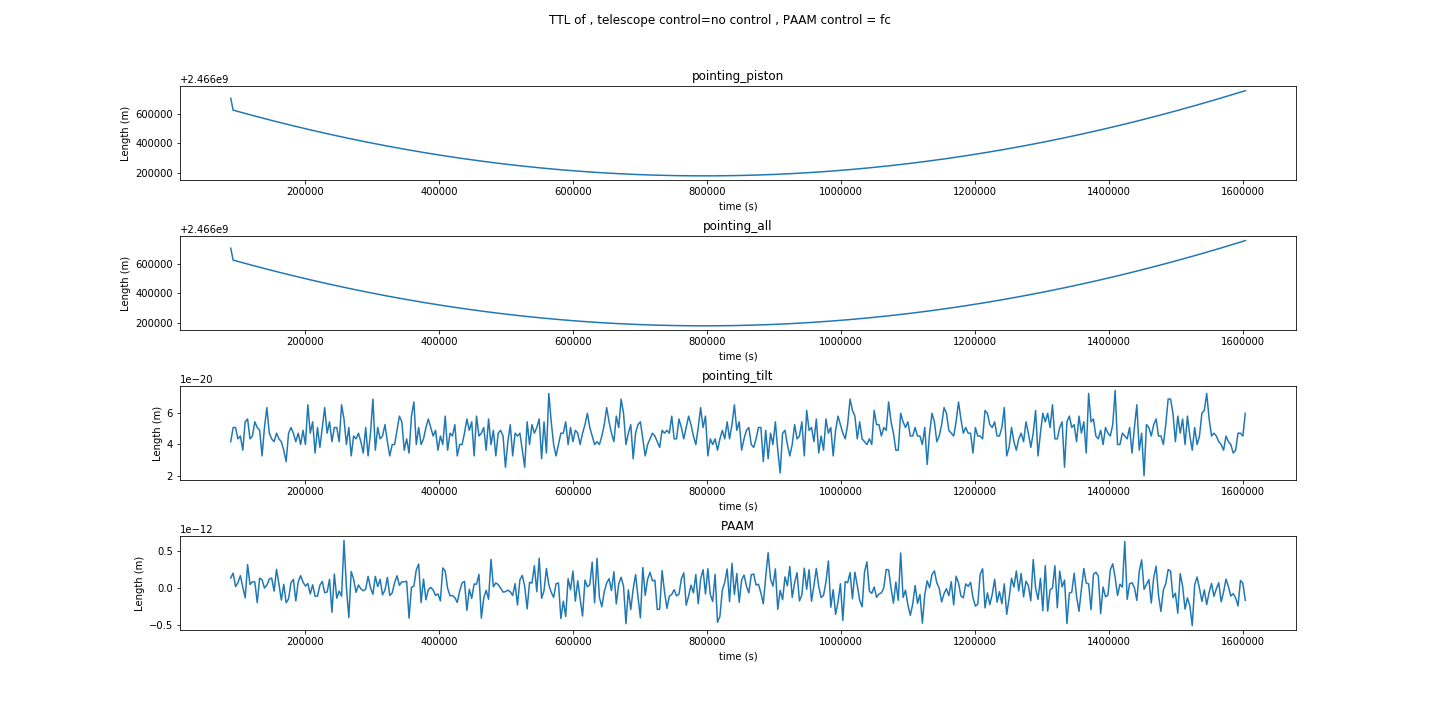 TTL of , telescope control=no control , PAAM control = fc
pointing_piston
+2.466e9
Length (m)
600000
400000
200000
200000 400000 600000 800000 1000000 1200000 1400000 1600000
time (s)
pointing_all
+2.466e9
Length (m)
600000
400000
200000
200000 400000 600000 800000 1000000 1200000 1400000 1600000
time (s)
pointing_tilt
1e−20
Length (m)
6
4
2
200000 400000 600000 800000 1000000 1200000 1400000 1600000
time (s)
PAAM
1e−12
Length (m)
0.5
0.0
−0.5
200000 400000 600000 800000 1000000 1200000 1400000 1600000
time (s)